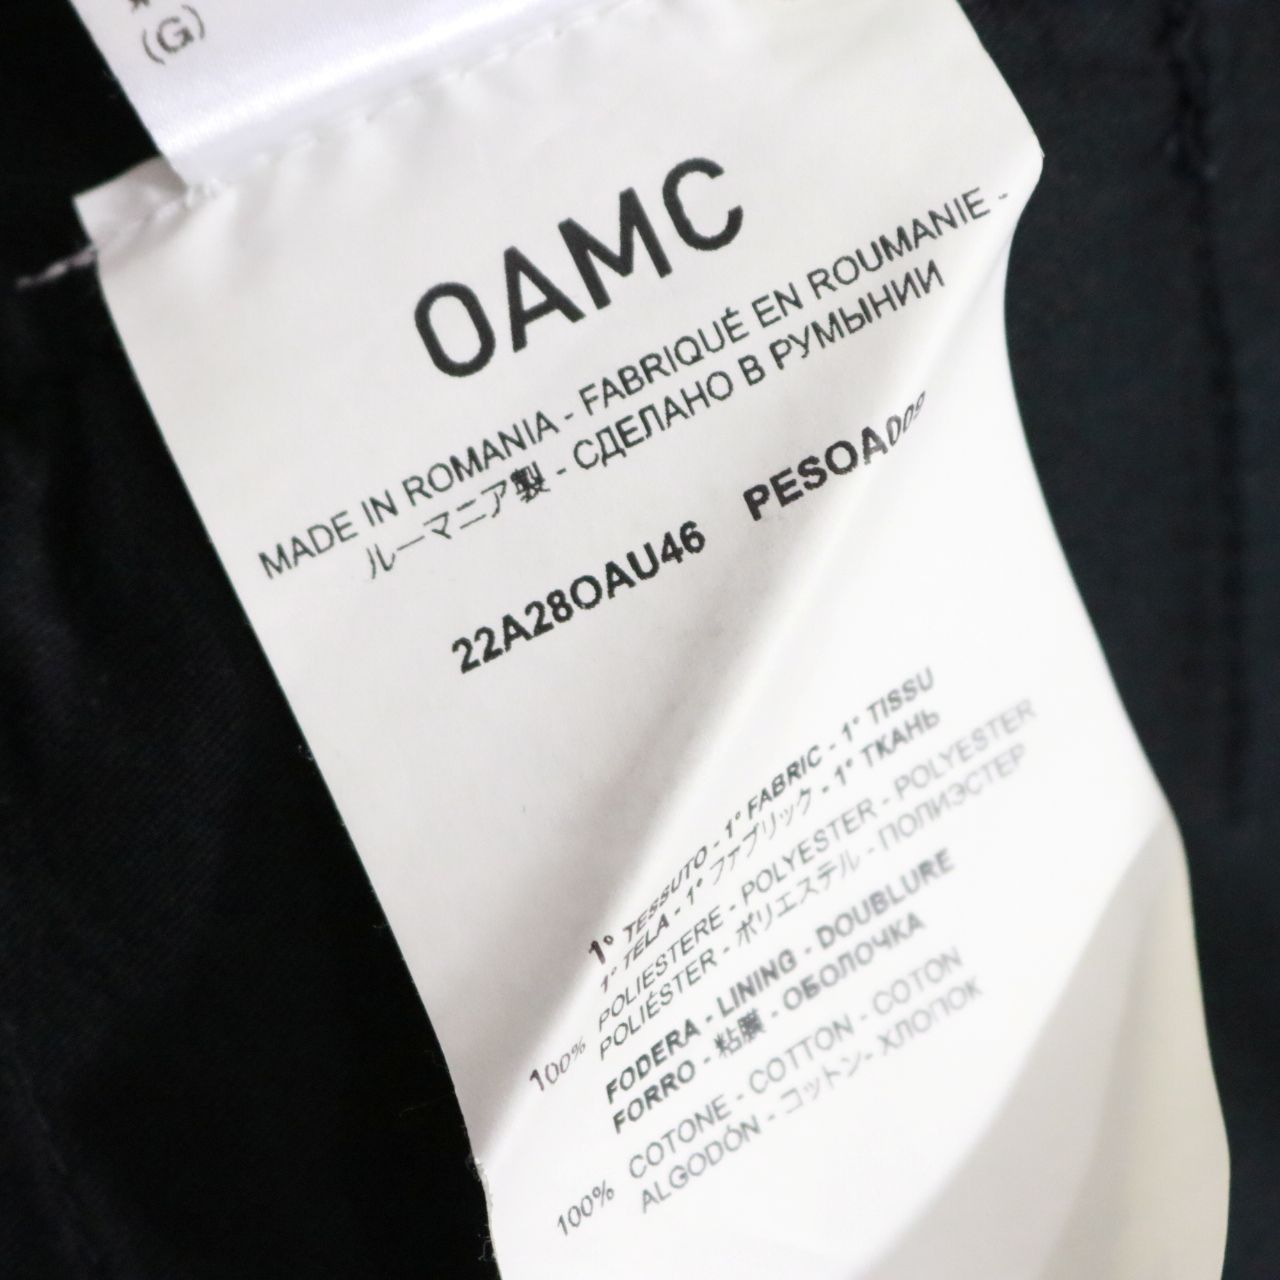 (G)
OAMC
MADE IN ROMANIA - FABRIQUÉ EN ROUMANIE -
ルーマニア製 - СДЕЛАНО В РУМЫНИИ
22A28OAU46 PESOA009
1° TESSUTO - 1° FABRIC - 1° TISSU
1° TELA - 1° ファブリック - 1° ТКАНЬ
100% POLIESTERE - POLYESTER - POLYESTER
POLIÉSTER - ポリエステル - ПОЛИЭСТЕР
FODERA - LINING - DOUBLURE
FORRO - 粘膜 - ОБОЛОЧКА
100% COTONE - COTTON - COTON
ALGODÓN - コットン - ХЛОПОК